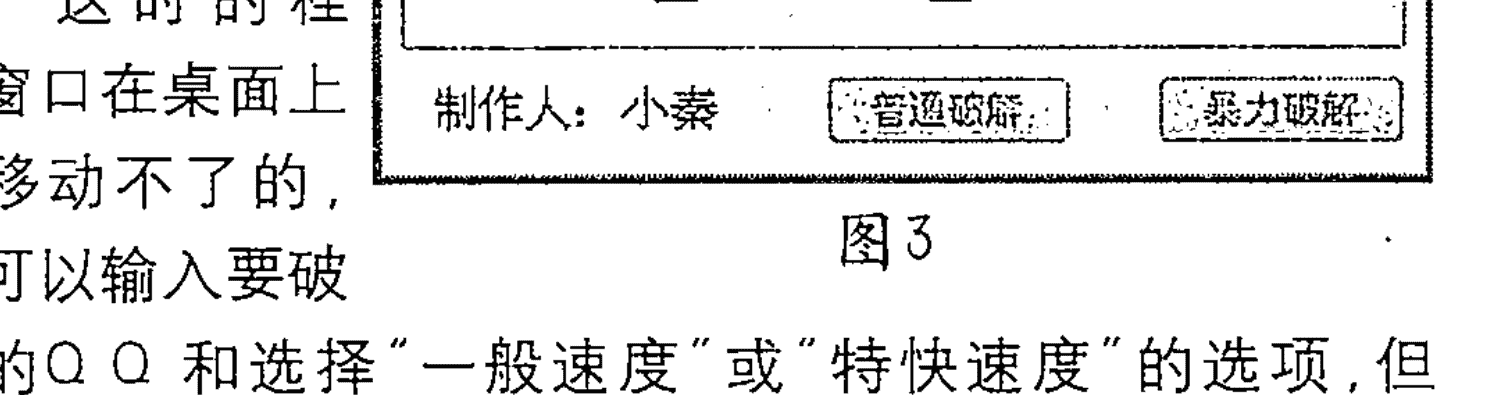 这时的程
窗口在桌面上
移动不了的,
可以输入要破
的QQ和选择“一般速度”或“特快速度”的选项,但
制作人：小秦
普通破解
暴力破解
图3